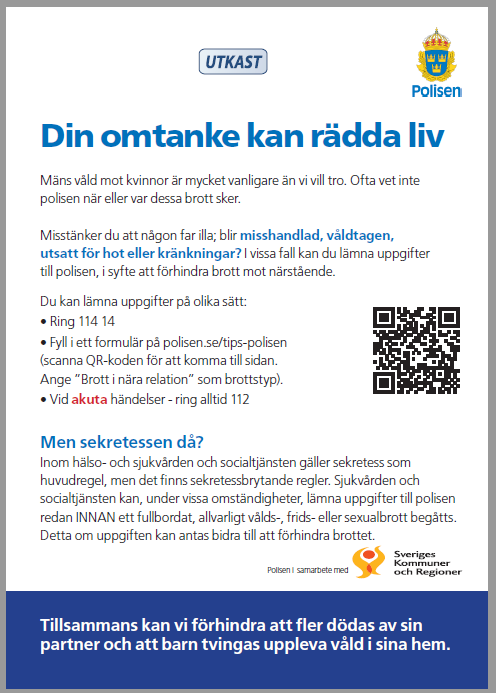 UTKAST
Polisen
Din omtanke kan rädda liv
Mäns våld mot kvinnor är mycket vanligare än vi vill tro. Ofta vet inte
polisen när eller var dessa brott sker.
Misstänker du att någon far illa; blir misshandlad, våldtagen,
utsatt för hot eller kränkningar? I vissa fall kan du lämna uppgifter
till polisen, i syfte att förhindra brott mot närstående.
Du kan lämna uppgifter på olika sätt:
• Ring 114 14
• Fyll i ett formulär på polisen.se/tips-polisen
(scanna QR-koden för att komma till sidan.
Ange ”Brott i nära relation” som brottstyp).
• Vid akuta händelser - ring alltid 112
Men sekretessen då?
Inom hälso- och sjukvården och socialtjänsten gäller sekretess som
huvudregel, men det finns sekretessbrytande regler. Sjukvården och
socialtjänsten kan, under vissa omständigheter, lämna uppgifter till polisen
redan INNAN ett fullbordat, allvarligt vålds-, frids- eller sexualbrott begåtts.
Detta om uppgiften kan antas bidra till att förhindra brottet.
Polisen i samarbete med
Sveriges
Kommuner
och Regioner
Tillsammans kan vi förhindra att fler dödas av sin
partner och att barn tvingas uppleva våld i sina hem.